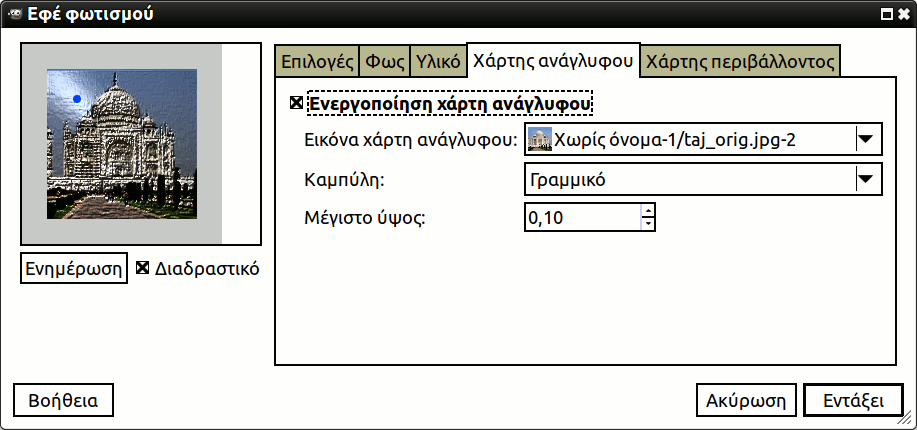 Εφέ φωτισμού
Επιλογές Φως Υλικό Χάρτης ανάγλυφου Χάρτης περιβάλλοντος
Ενεργοποίηση χάρτη ανάγλυφου
Εικόνα χάρτη ανάγλυφου: Χωρίς όνομα-1/taj_orig.jpg-2
Καμπύλη: Γραμμικό
Μέγιστο ύψος: 0,10
Ενημέρωση Διαδραστικό
Βοήθεια Ακύρωση Εντάξει